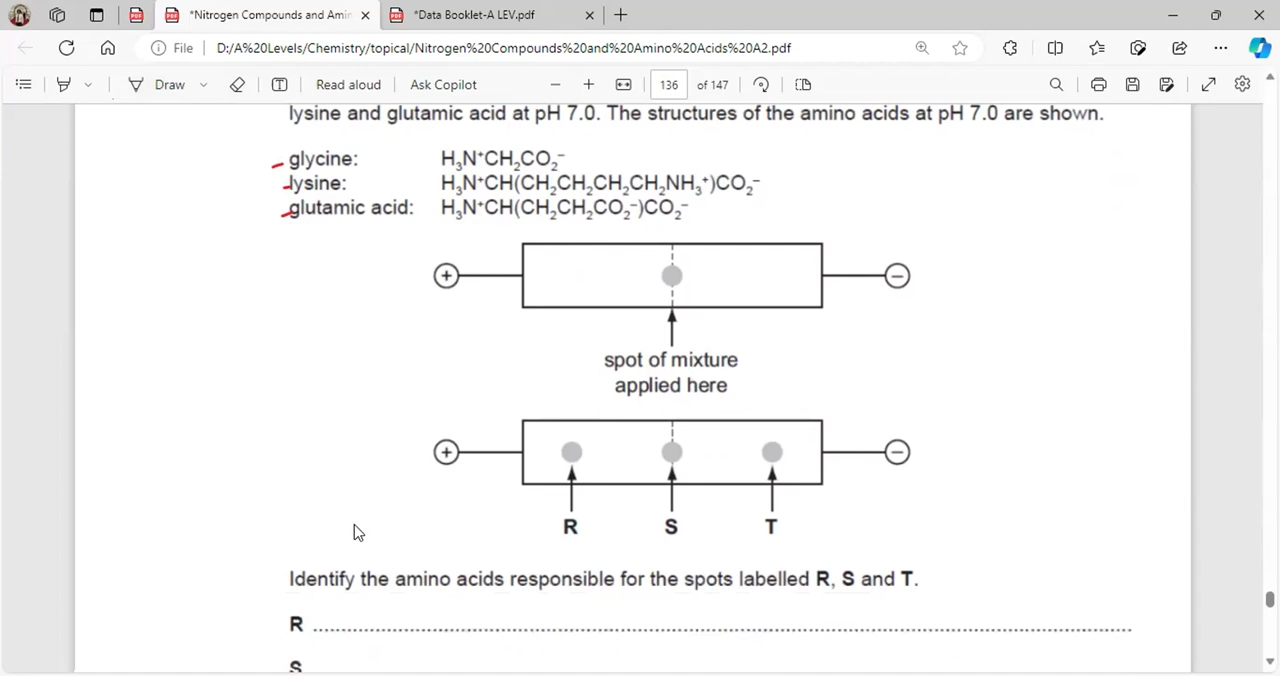 *Nitrogen Compounds and Amin
*Data Booklet-A LEV.pdf
File D:/A%20Levels/Chemistry/topical/Nitrogen%20Compounds%20and%20Amino%20Acids%20A2.pdf
Draw Read aloud Ask Copilot 136 of 147
lysine and glutamic acid at pH 7.0. The structures of the amino acids at pH 7.0 are shown.
glycine: H₃N⁺CH₂CO₂⁻
lysine: H₃N⁺CH(CH₂CH₂CH₂CH₂NH₃⁺)CO₂⁻
glutamic acid: H₃N⁺CH(CH₂CH₂CO₂⁻)CO₂⁻
+ −
spot of mixture
applied here
+ −
R S T
Identify the amino acids responsible for the spots labelled R, S and T.
R ........................................................................
S